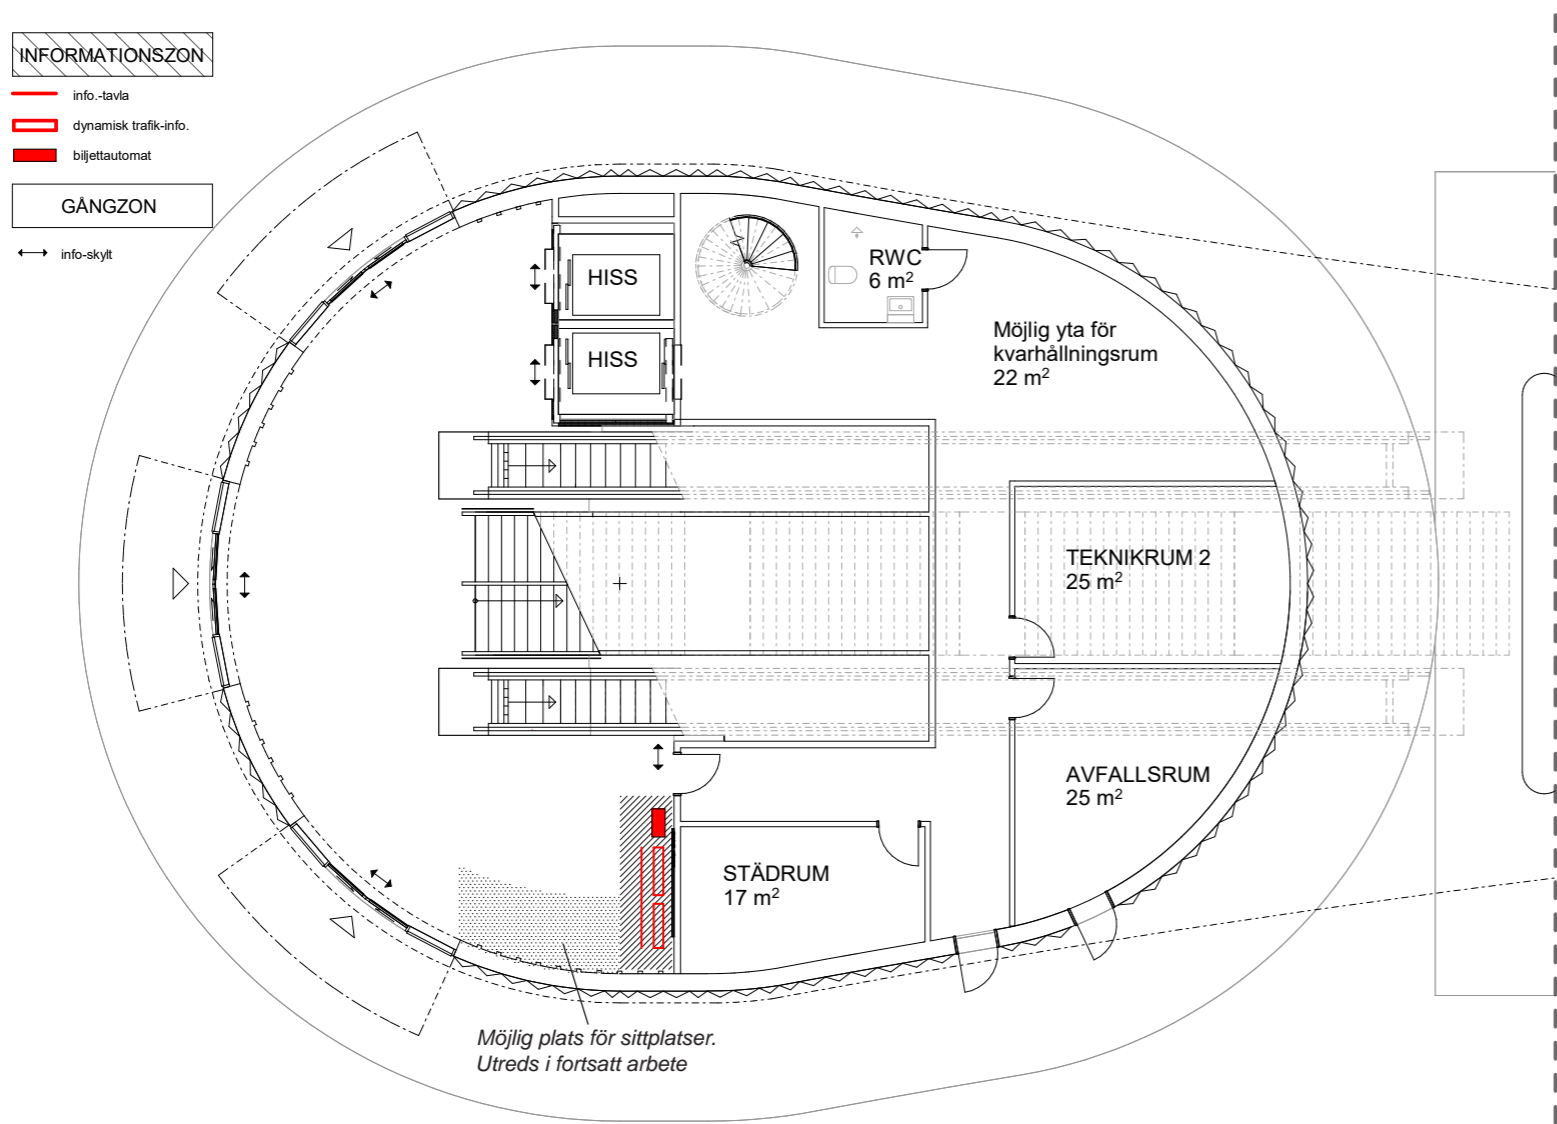 INFORMATIONSZON
info.-tavla
dynamisk trafik-info.
biljettautomat
GÅNGZON
info-skylt
HISS
HISS
RWC
6 m²
Möjlig yta för
kvarhållningsrum
22 m²
TEKNIKRUM 2
25 m²
AVFALLSRUM
25 m²
STÄDRUM
17 m²
Möjlig plats för sittplatser.
Utreds i fortsatt arbete